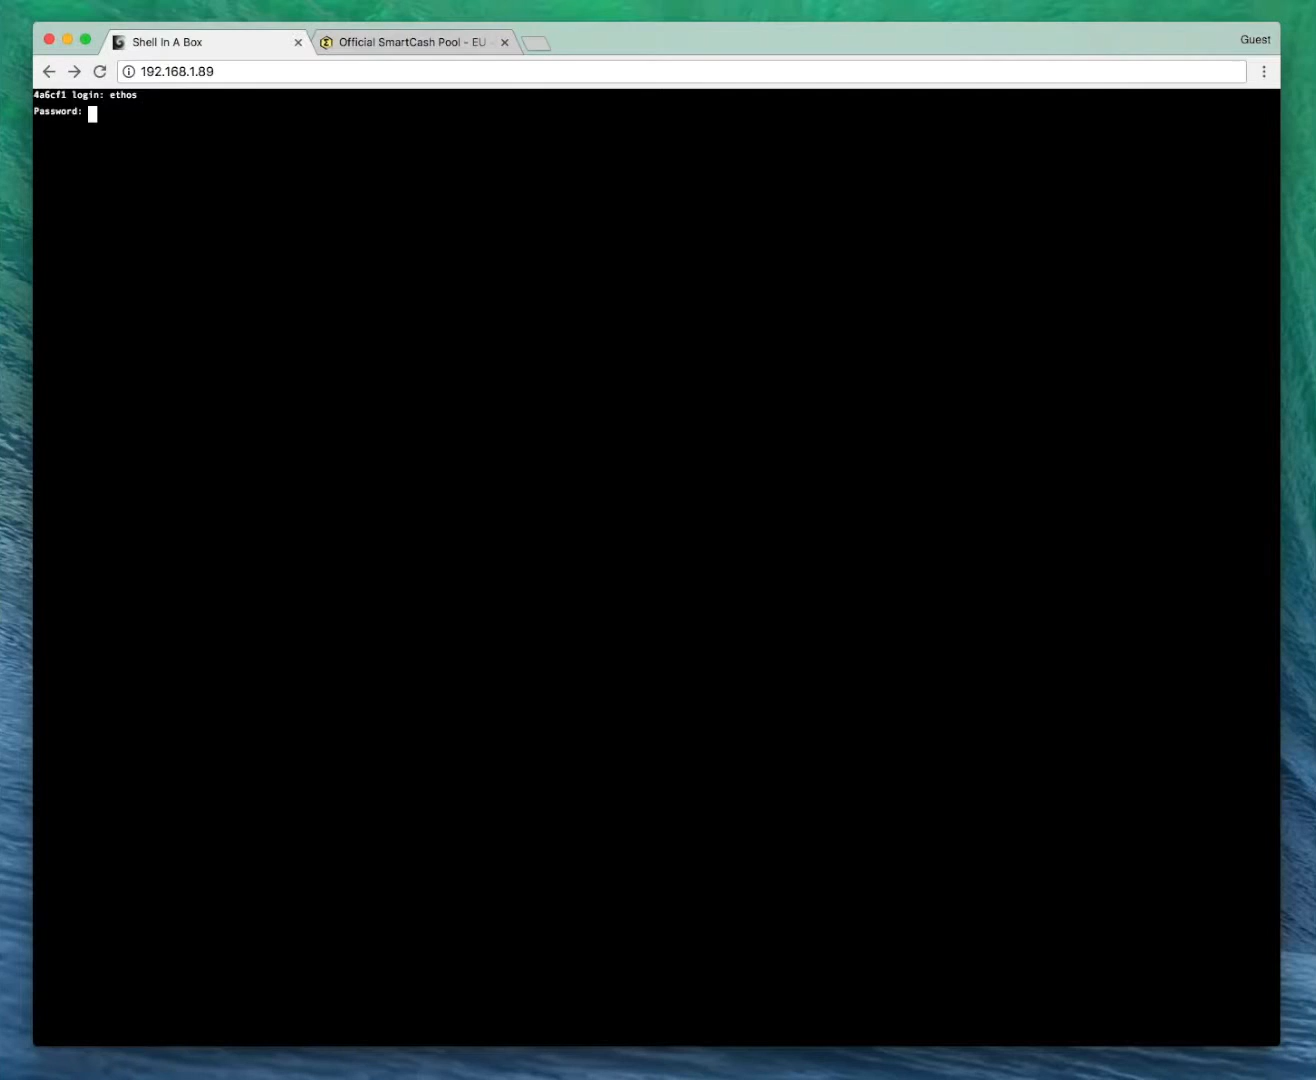 Shell In A Box
Official SmartCash Pool - EU
Guest
192.168.1.89
4a6cf1 login: ethos
Password: